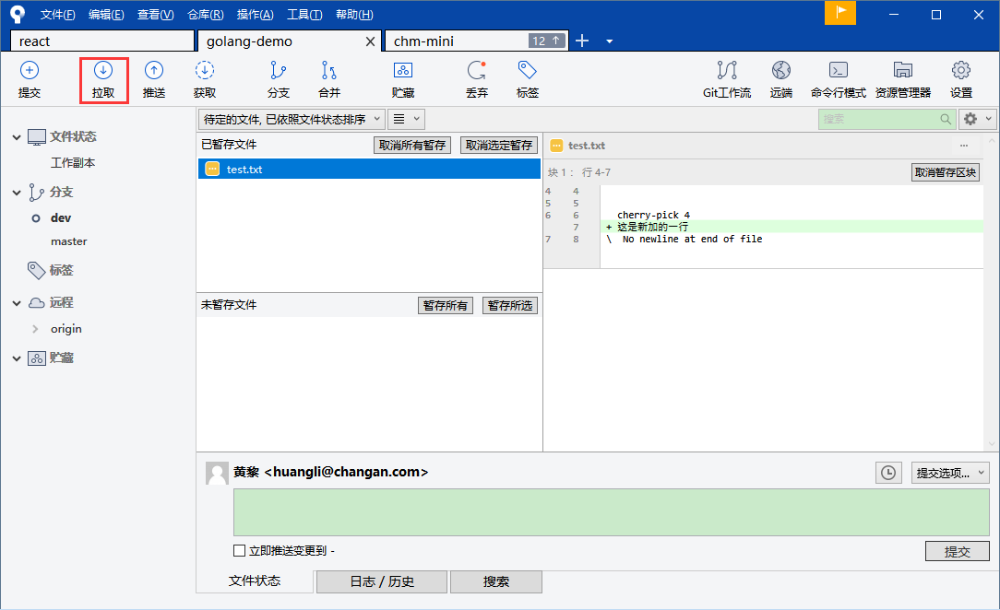 文件(F) 编辑(E) 查看(V) 仓库(R) 操作(A) 工具(T) 帮助(H)
react golang-demo chm-mini 12 ↑
提交 拉取 推送 获取 分支 合并 贮藏 丢弃 标签 Git工作流 远端 命令行模式 资源管理器 设置
文件状态
工作副本
分支
dev
master
标签
远程
origin
贮藏
待定的文件, 已依照文件状态排序 搜索
已暂存文件 取消所有暂存 取消选定暂存
test.txt
未暂存文件 暂存所有 暂存所选
test.txt ...
块 1： 行 4-7 取消暂存区块
4 4
5 5
6 6 cherry-pick 4
7 + 这是新加的一行
7 8 \ No newline at end of file
黄黎 <huangli@changan.com> 提交选项...
立即推送变更到 -
提交
文件状态 日志 / 历史 搜索